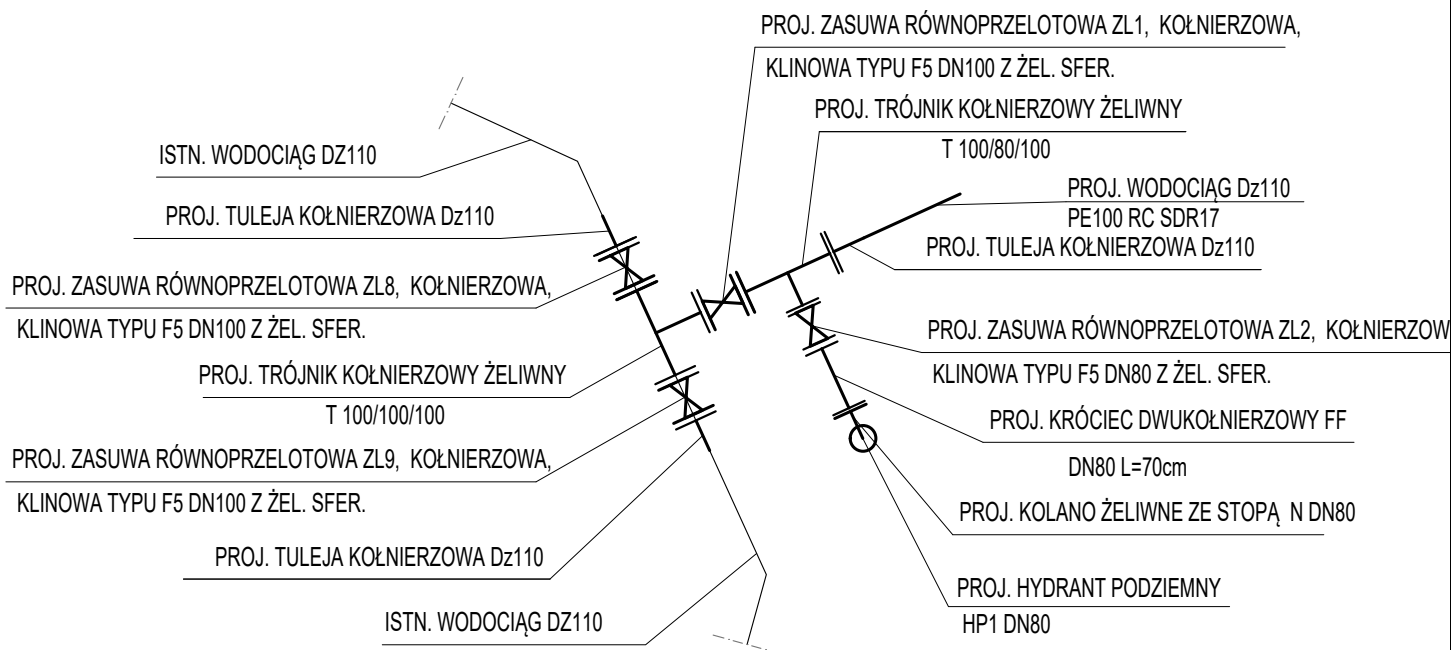 PROJ. ZASUWA RÓWNOPRZELOTOWA ZL1, KOŁNIERZOWA,
KLINOWA TYPU F5 DN100 Z ŻEL. SFER.
PROJ. TRÓJNIK KOŁNIERZOWY ŻELIWNY
T 100/80/100
ISTN. WODOCIĄG DZ110
PROJ. WODOCIĄG Dz110
PE100 RC SDR17
PROJ. TULEJA KOŁNIERZOWA Dz110
PROJ. TULEJA KOŁNIERZOWA Dz110
PROJ. ZASUWA RÓWNOPRZELOTOWA ZL8, KOŁNIERZOWA,
KLINOWA TYPU F5 DN100 Z ŻEL. SFER.
PROJ. ZASUWA RÓWNOPRZELOTOWA ZL2, KOŁNIERZOW
KLINOWA TYPU F5 DN80 Z ŻEL. SFER.
PROJ. TRÓJNIK KOŁNIERZOWY ŻELIWNY
T 100/100/100
PROJ. KRÓCIEC DWUKOŁNIERZOWY FF
DN80 L=70cm
PROJ. ZASUWA RÓWNOPRZELOTOWA ZL9, KOŁNIERZOWA,
KLINOWA TYPU F5 DN100 Z ŻEL. SFER.
PROJ. KOLANO ŻELIWNE ZE STOPĄ N DN80
PROJ. TULEJA KOŁNIERZOWA Dz110
PROJ. HYDRANT PODZIEMNY
HP1 DN80
ISTN. WODOCIĄG DZ110